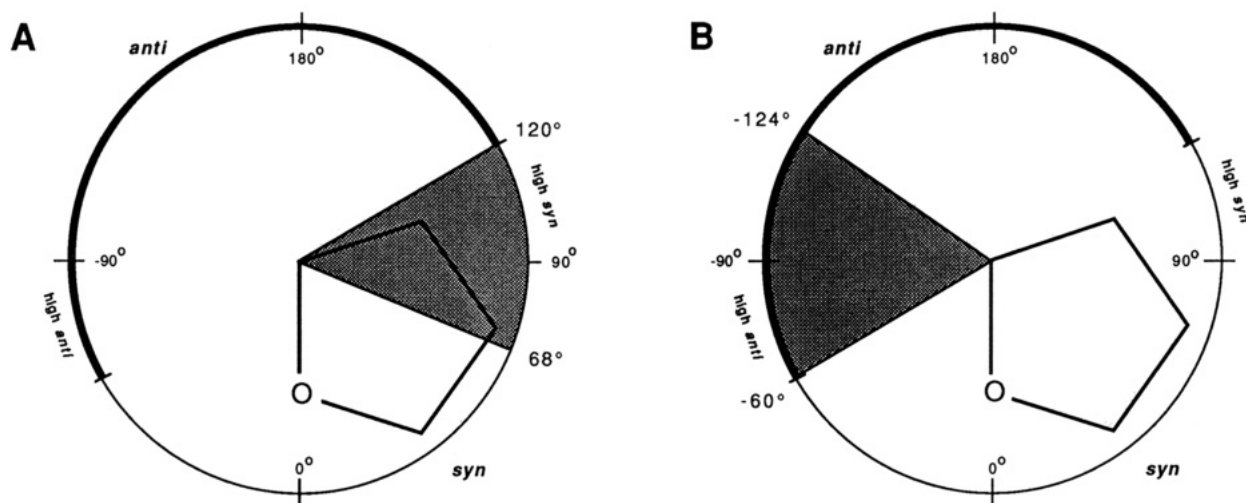 A
anti
180°
120°
high syn
90°
68°
-90°
high anti
O
0°
syn
B
anti
180°
-124°
high syn
-90°
90°
high anti
-60°
O
0°
syn